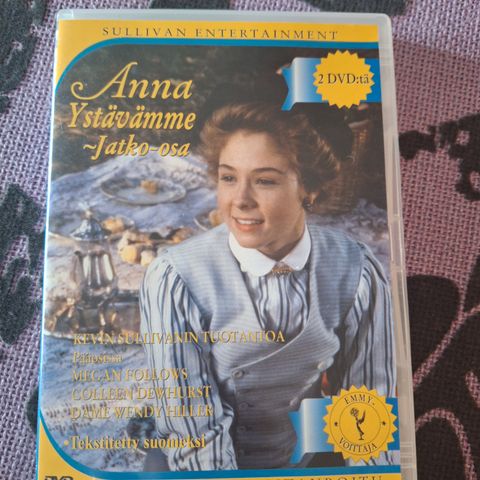 SULLIVAN ENTERTAINMENT
Anna
Ystävämme
~Jatko-osa
2 DVD:tä
KEVIN SULLIVANIN TUOTANTOA
Pääosissa
MEGAN FOLLOWS
COLLEEN DEWHURST
DAME WENDY HILLER
•Tekstitetty suomeksi
EMMY-
VOITTAJA